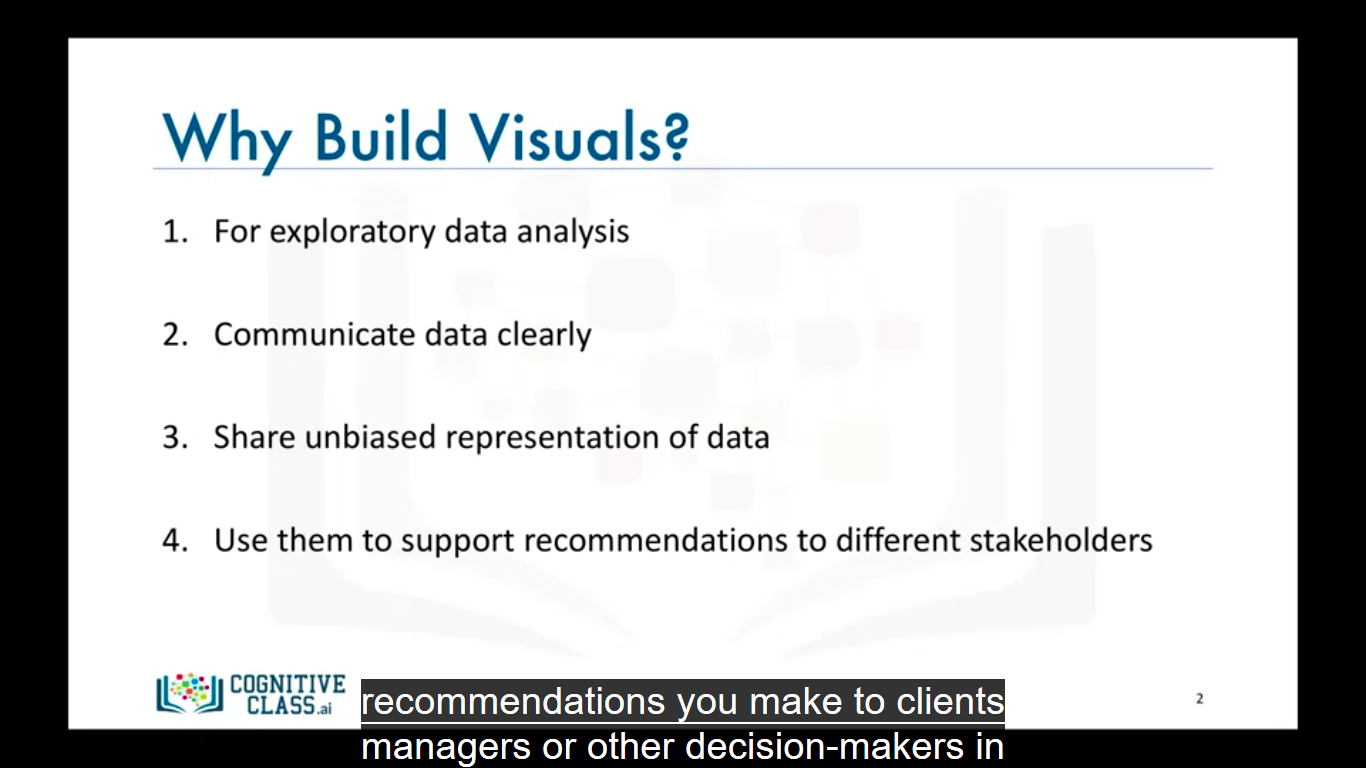 Why Build Visuals?
1. For exploratory data analysis
2. Communicate data clearly
3. Share unbiased representation of data
4. Use them to support recommendations to different stakeholders
COGNITIVE
CLASS.ai
recommendations you make to clients
managers or other decision-makers in
2